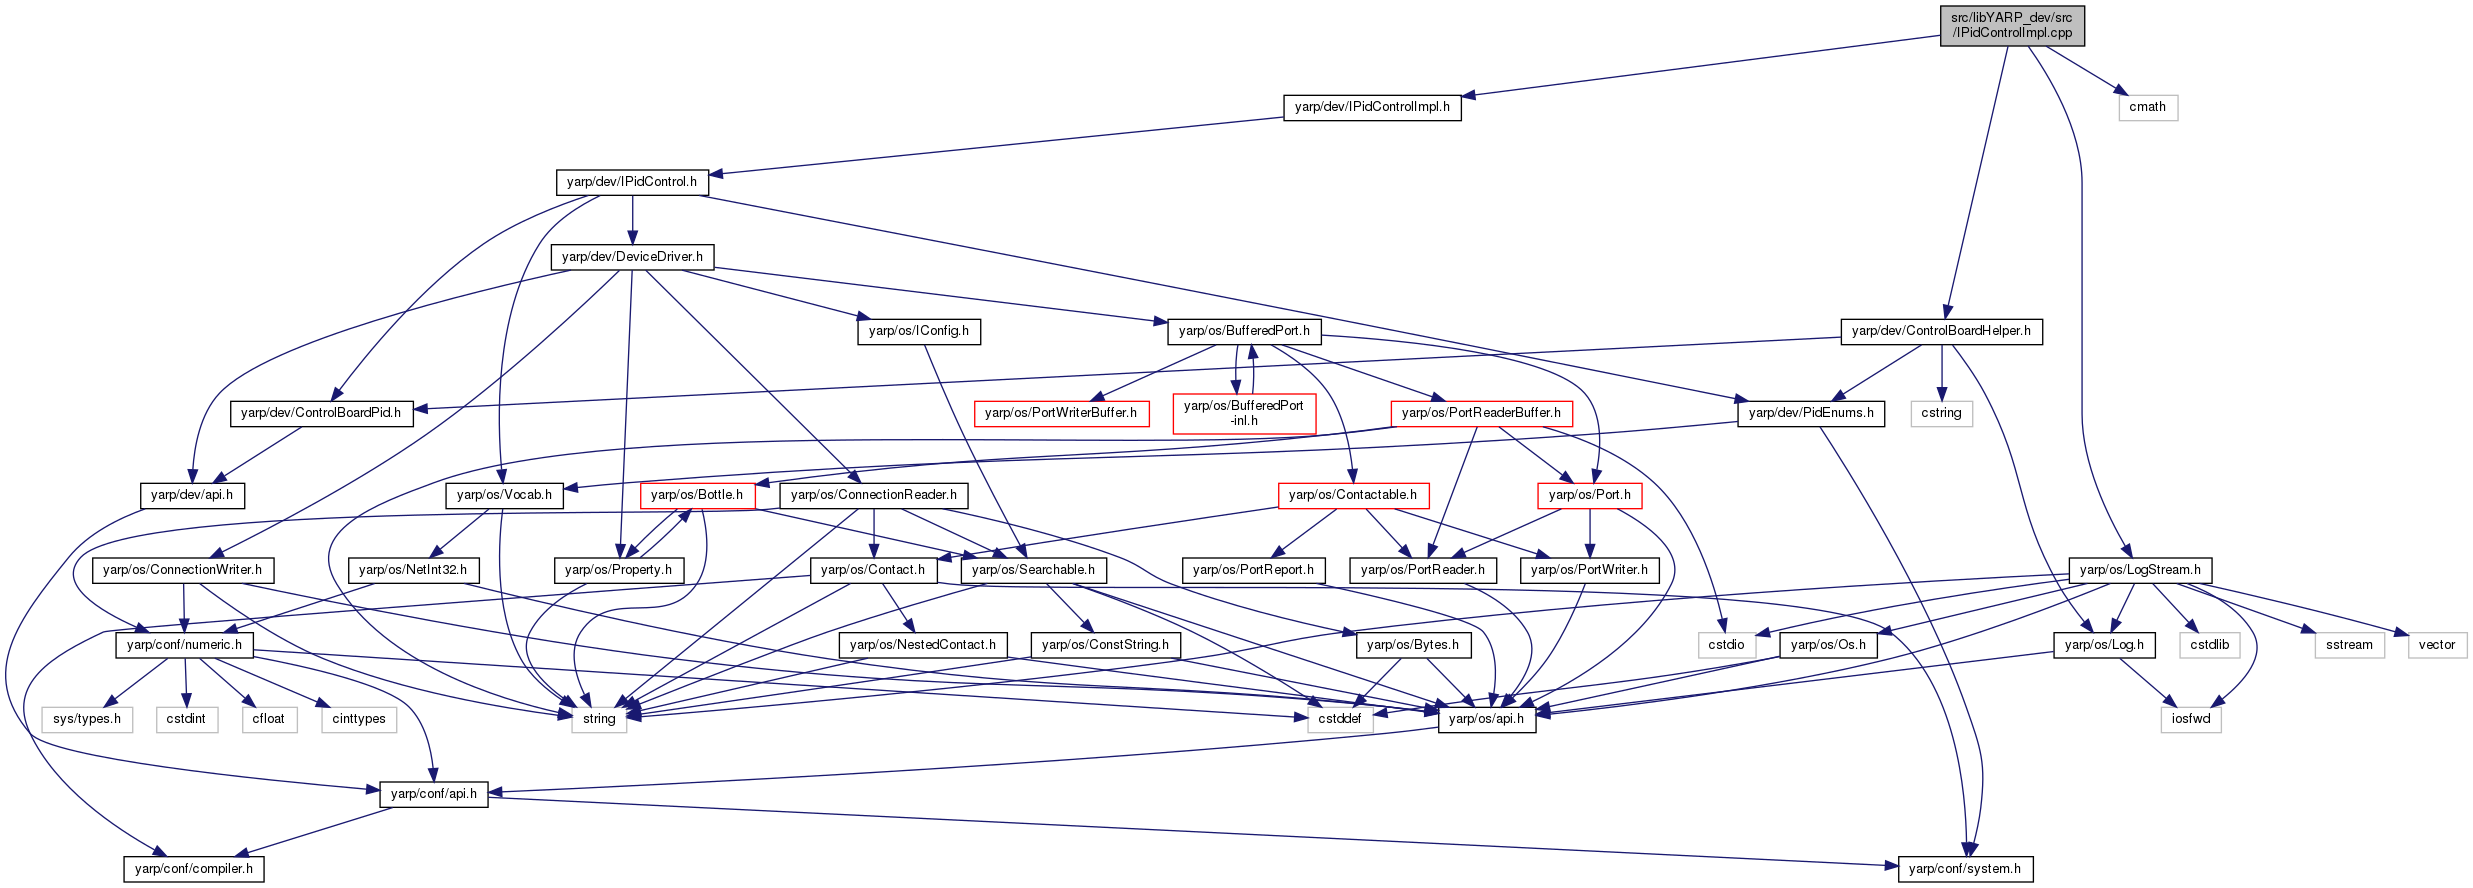 src/libYARP_dev/src
/IPidControlImpl.cpp
yarp/dev/IPidControlImpl.h
cmath
yarp/dev/IPidControl.h
yarp/dev/DeviceDriver.h
yarp/os/IConfig.h
yarp/os/BufferedPort.h
yarp/dev/ControlBoardHelper.h
yarp/dev/ControlBoardPid.h
yarp/os/PortWriterBuffer.h
yarp/os/BufferedPort
-inl.h
yarp/os/PortReaderBuffer.h
yarp/dev/PidEnums.h
cstring
yarp/dev/api.h
yarp/os/Vocab.h
yarp/os/Bottle.h
yarp/os/ConnectionReader.h
yarp/os/Contactable.h
yarp/os/Port.h
yarp/os/ConnectionWriter.h
yarp/os/NetInt32.h
yarp/os/Property.h
yarp/os/Contact.h
yarp/os/Searchable.h
yarp/os/PortReport.h
yarp/os/PortReader.h
yarp/os/PortWriter.h
yarp/os/LogStream.h
yarp/conf/numeric.h
yarp/os/NestedContact.h
yarp/os/ConstString.h
yarp/os/Bytes.h
cstdio
yarp/os/Os.h
yarp/os/Log.h
cstdlib
sstream
vector
sys/types.h
cstdint
cfloat
cinttypes
string
cstddef
yarp/os/api.h
iosfwd
yarp/conf/api.h
yarp/conf/compiler.h
yarp/conf/system.h